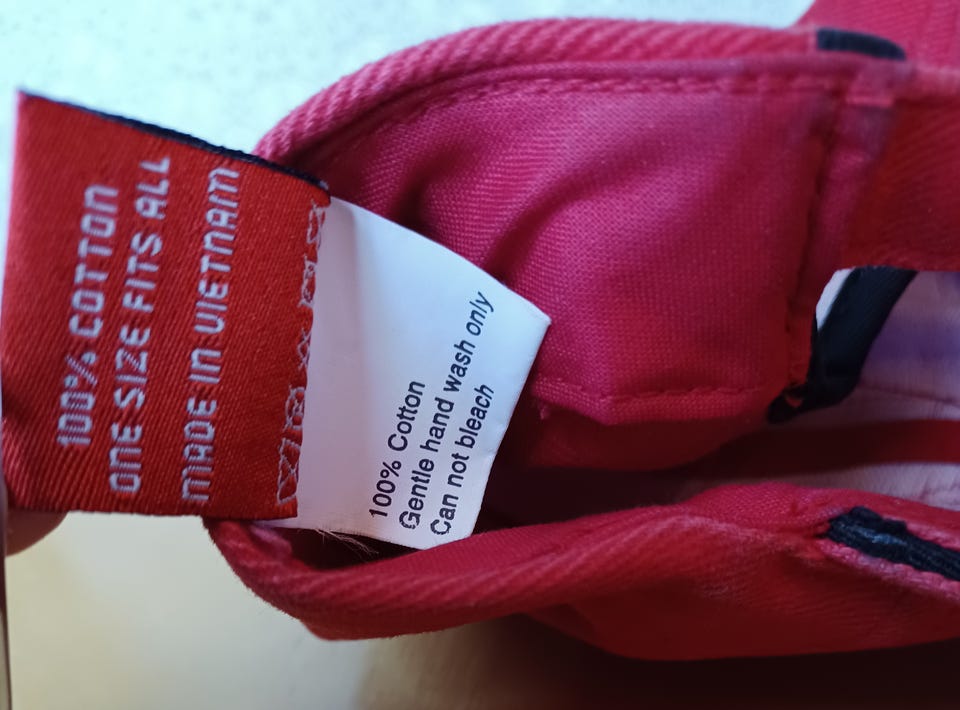 100% COTTON
ONE SIZE FITS ALL
MADE IN VIETNAM
100% Cotton
Gentle hand wash only
Can not bleach